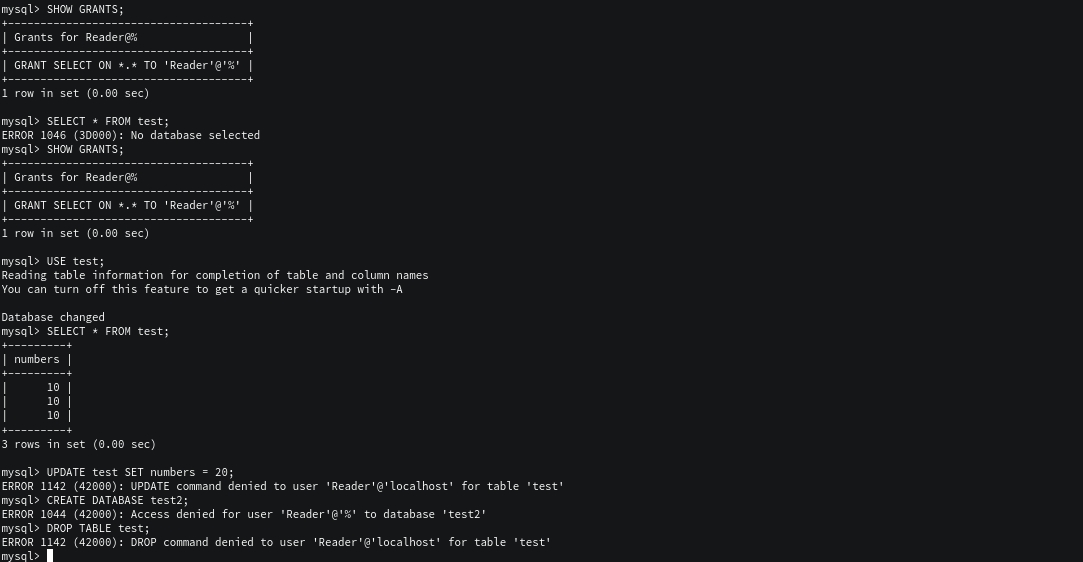 mysql> SHOW GRANTS;
+-------------------------------------+
| Grants for Reader@%                 |
+-------------------------------------+
| GRANT SELECT ON *.* TO 'Reader'@'%' |
+-------------------------------------+
1 row in set (0.00 sec)

mysql> SELECT * FROM test;
ERROR 1046 (3D000): No database selected
mysql> SHOW GRANTS;
+-------------------------------------+
| Grants for Reader@%                 |
+-------------------------------------+
| GRANT SELECT ON *.* TO 'Reader'@'%' |
+-------------------------------------+
1 row in set (0.00 sec)

mysql> USE test;
Reading table information for completion of table and column names
You can turn off this feature to get a quicker startup with -A

Database changed
mysql> SELECT * FROM test;
+---------+
| numbers |
+---------+
|      10 |
|      10 |
|      10 |
+---------+
3 rows in set (0.00 sec)

mysql> UPDATE test SET numbers = 20;
ERROR 1142 (42000): UPDATE command denied to user 'Reader'@'localhost' for table 'test'
mysql> CREATE DATABASE test2;
ERROR 1044 (42000): Access denied for user 'Reader'@'%' to database 'test2'
mysql> DROP TABLE test;
ERROR 1142 (42000): DROP command denied to user 'Reader'@'localhost' for table 'test'
mysql>